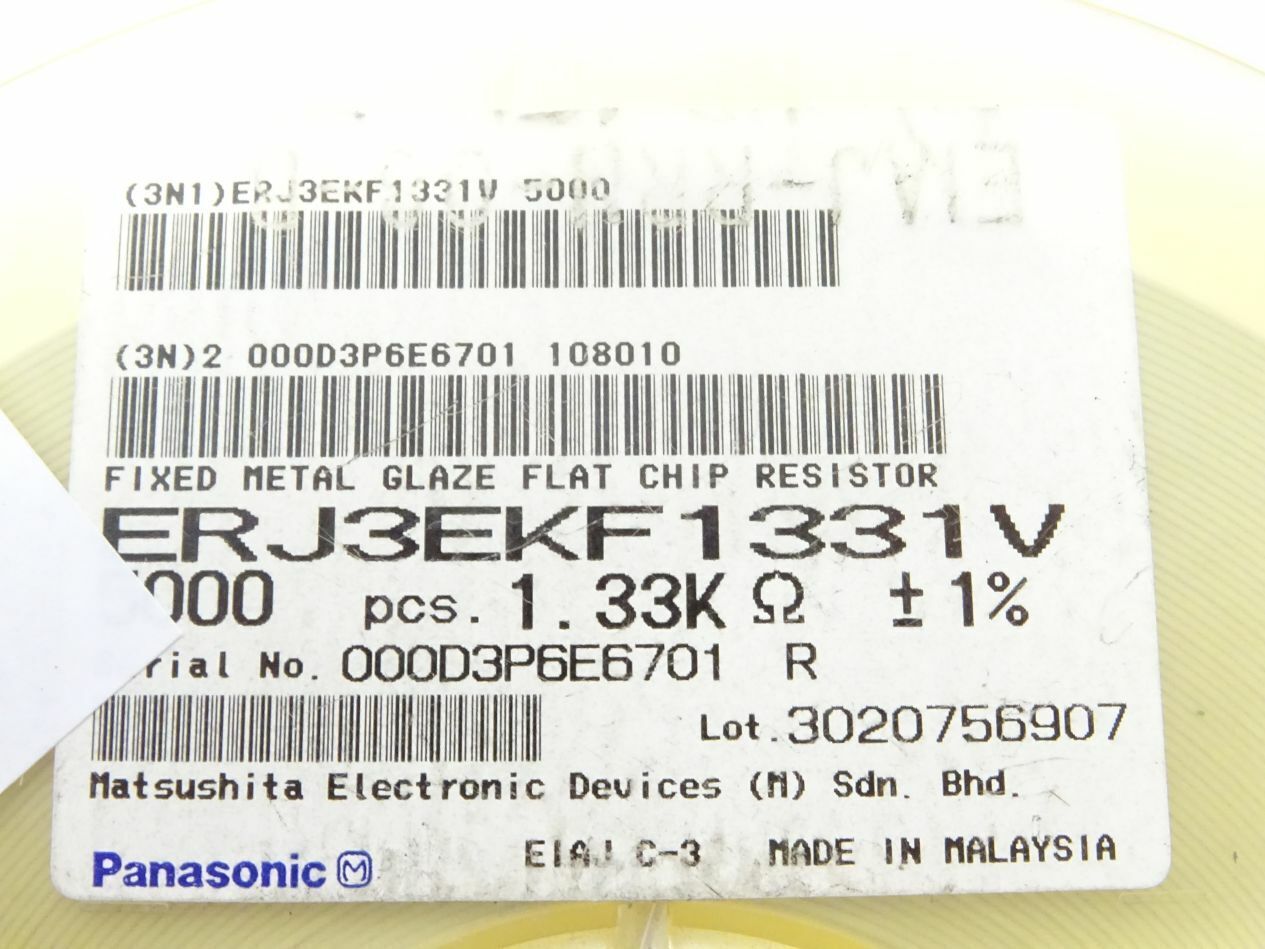 (3N1)ERJ3EKF1331V 5000
(3N)2 000D3P6E6701 108010
FIXED METAL GLAZE FLAT CHIP RESISTOR
ERJ3EKF1331V
000 pcs. 1.33KΩ ±1%
rial No. 000D3P6E6701 R
Lot.3020756907
Matsushita Electronic Devices (M) Sdn. Bhd.
Panasonic M EIAJ C-3 MADE IN MALAYSIA